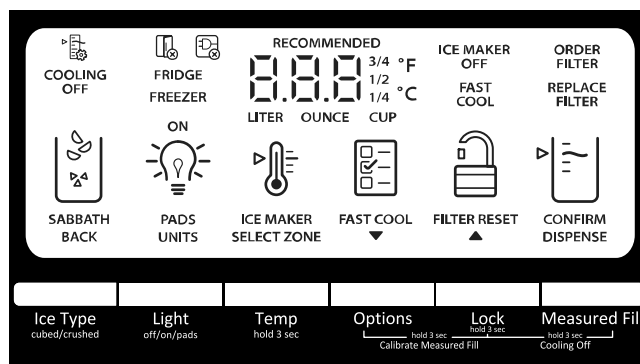 RECOMMENDED
COOLING
OFF
FRIDGE
FREEZER
8.8.8
3/4 °F
1/2
1/4 °C
LITER OUNCE CUP
ICE MAKER
OFF
FAST
COOL
ORDER
FILTER
REPLACE
FILTER
ON
SABBATH
BACK
PADS
UNITS
ICE MAKER
SELECT ZONE
FAST COOL
▼
FILTER RESET
▲
CONFIRM
DISPENSE
Ice Type
cubed/crushed
Light
off/on/pads
Temp
hold 3 sec
Options
Lock
hold 3 sec
Measured Fil
hold 3 sec
Calibrate Measured Fill
hold 3 sec
Cooling Off